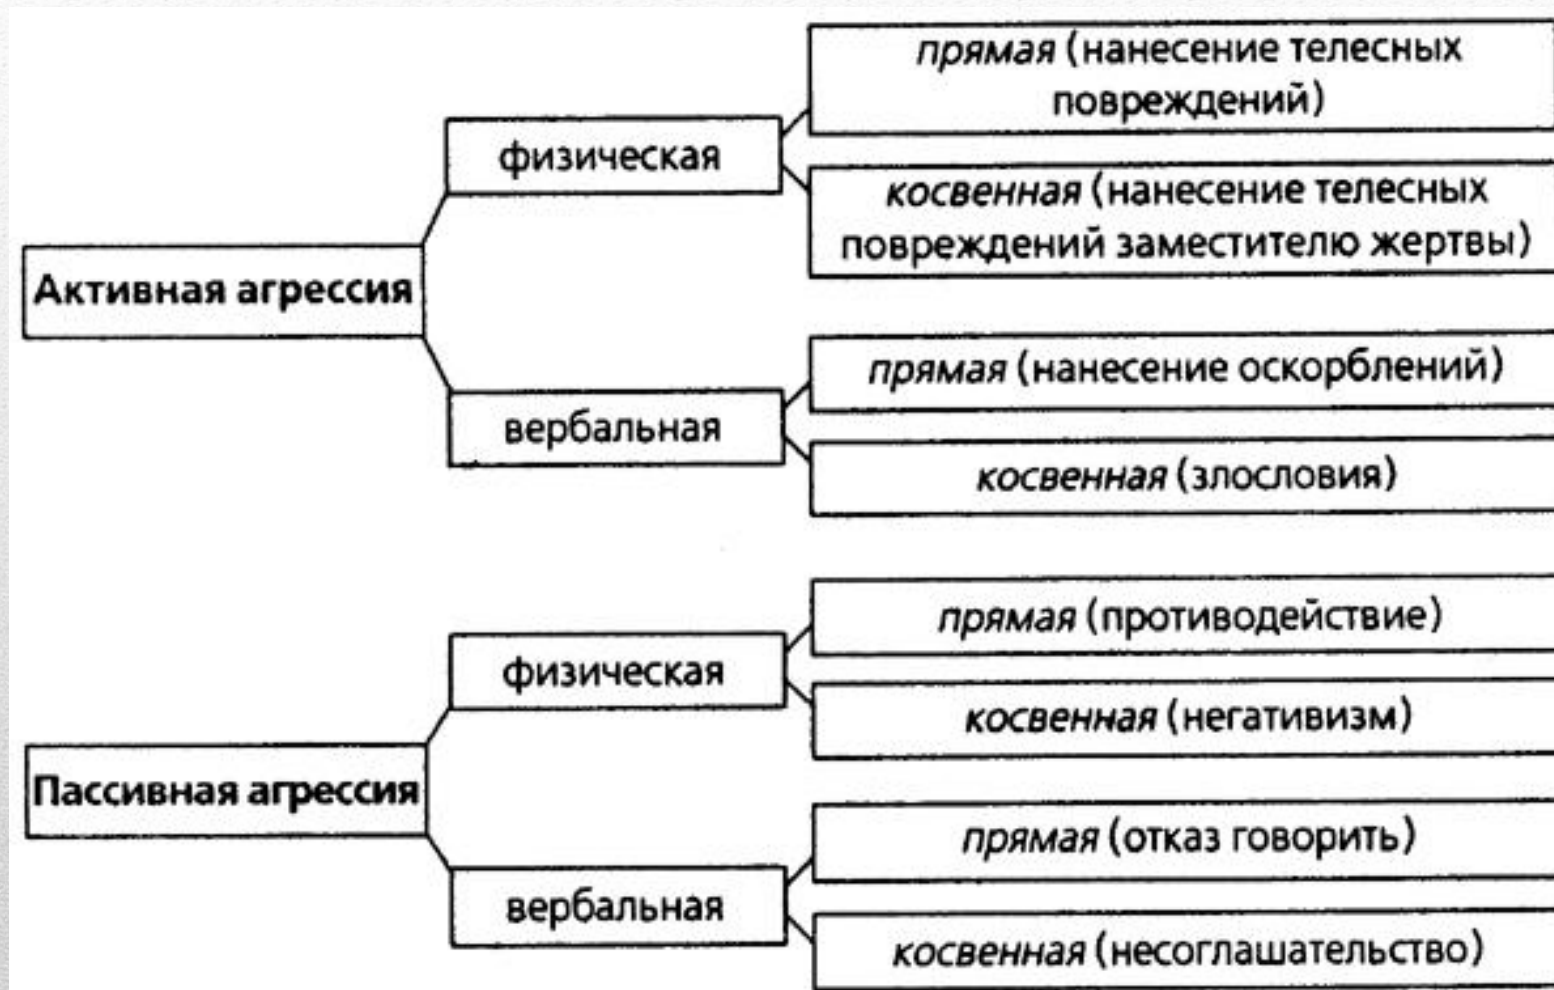 прямая (нанесение телесных
повреждений)
физическая
косвенная (нанесение телесных
повреждений заместителю жертвы)
Активная агрессия
прямая (нанесение оскорблений)
вербальная
косвенная (злословия)
прямая (противодействие)
физическая
косвенная (негативизм)
Пассивная агрессия
прямая (отказ говорить)
вербальная
косвенная (несоглашательство)